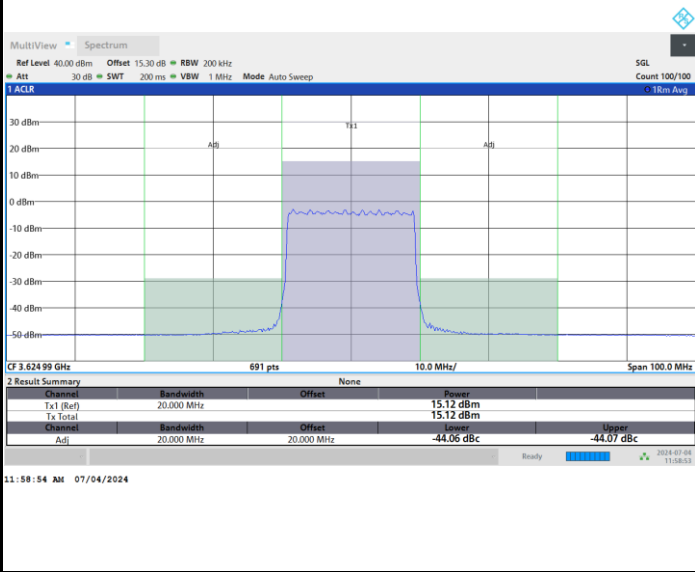 MultiView Spectrum
Ref Level 40.00 dBm Offset 15.30 dB RBW 200 kHz SGL
Att 30 dB SWT 200 ms VBW 1 MHz Mode Auto Sweep Count 100/100
1 ACLR 1Rm Avg
Tx1
Adj Adj
30 dBm
20 dBm
10 dBm
0 dBm
-10 dBm
-20 dBm
-30 dBm
-40 dBm
-50 dBm
CF 3.624 99 GHz 691 pts 10.0 MHz/ Span 100.0 MHz
2 Result Summary None
Channel Bandwidth Offset Power
Tx1 (Ref) 20.000 MHz 15.12 dBm
Tx Total 15.12 dBm
Channel Bandwidth Offset Lower Upper
Adj 20.000 MHz 20.000 MHz -44.06 dBc -44.07 dBc
Ready 2024-07-08
11:58:53
11:58:54 AM 07/04/2024